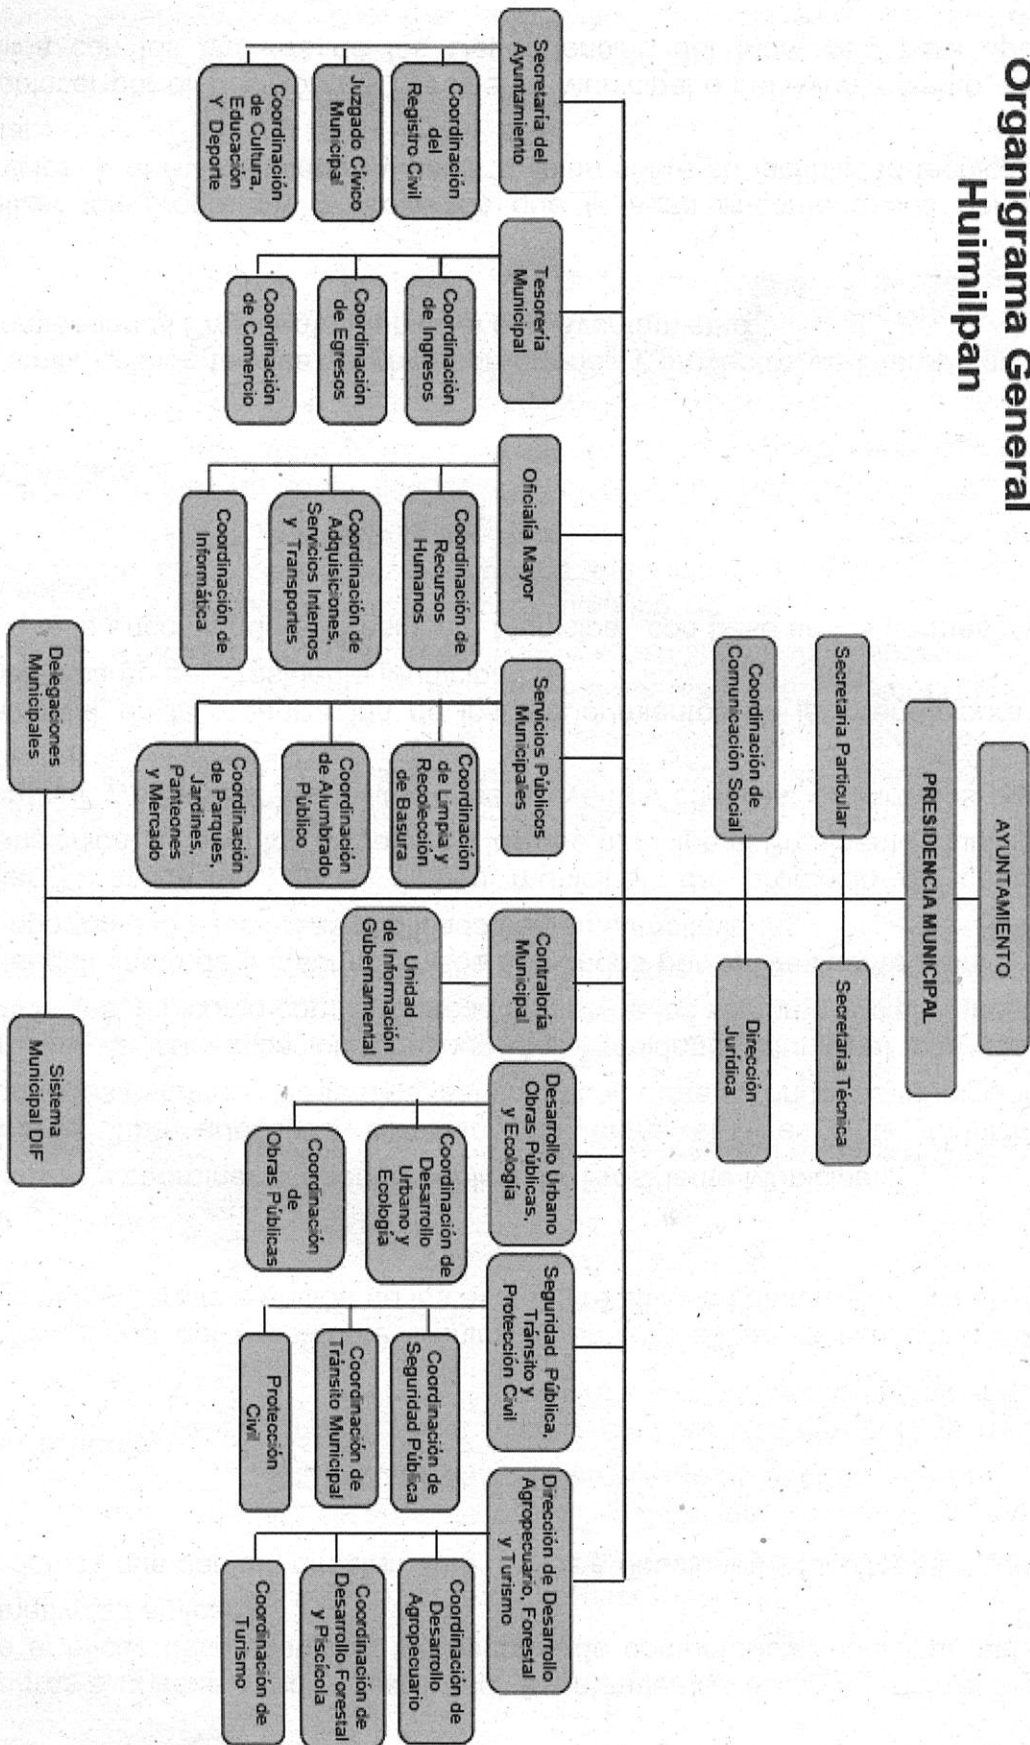 Organigrama General
Huimilpan
AYUNTAMIENTO
PRESIDENCIA MUNICIPAL
Secretaria Particular
Secretaria Técnica
Coordinación de
Comunicación Social
Dirección
Jurídica
Secretaría del
Ayuntamiento
Coordinación
del
Registro Civil
Juzgado Cívico
Municipal
Coordinación
de Cultura,
Educación
Y Deporte
Tesorería
Municipal
Coordinación
de Ingresos
Coordinación
de Egresos
Coordinación
de Comercio
Oficialía Mayor
Coordinación de
Recursos
Humanos
Coordinación de
Adquisiciones,
Servicios Internos
y Transportes
Coordinación de
Informática
Servicios Públicos
Municipales
Coordinación
de Limpia y
Recolección
de Basura
Coordinación
de Alumbrado
Público
Coordinación
de Parques,
Jardines,
Panteones
y Mercado
Contraloría
Municipal
Unidad
de Información
Gubernamental
Desarrollo Urbano
Obras Públicas,
y Ecología
Coordinación de
Desarrollo
Urbano y
Ecología
Coordinación
de
Obras Públicas
Seguridad Pública,
Tránsito y
Protección Civil
Coordinación de
Seguridad Pública
Coordinación de
Tránsito Municipal
Protección
Civil
Dirección de Desarrollo
Agropecuario, Forestal
y Turismo
Coordinación de
Desarrollo
Agropecuario
Coordinación de
Desarrollo Forestal
y Piscícola
Coordinación de
Turismo
Delegaciones
Municipales
Sistema
Municipal DIF